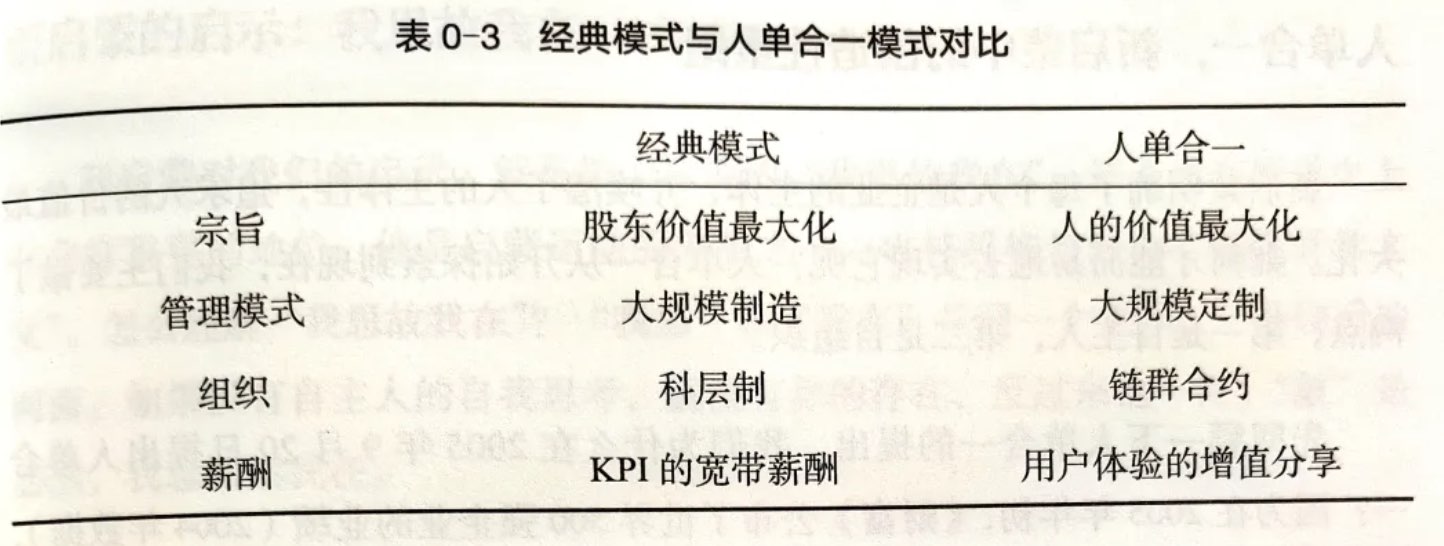 表 0-3 经典模式与人单合一模式对比
经典模式 人单合一
宗旨 股东价值最大化 人的价值最大化
管理模式 大规模制造 大规模定制
组织 科层制 链群合约
薪酬 KPI 的宽带薪酬 用户体验的增值分享